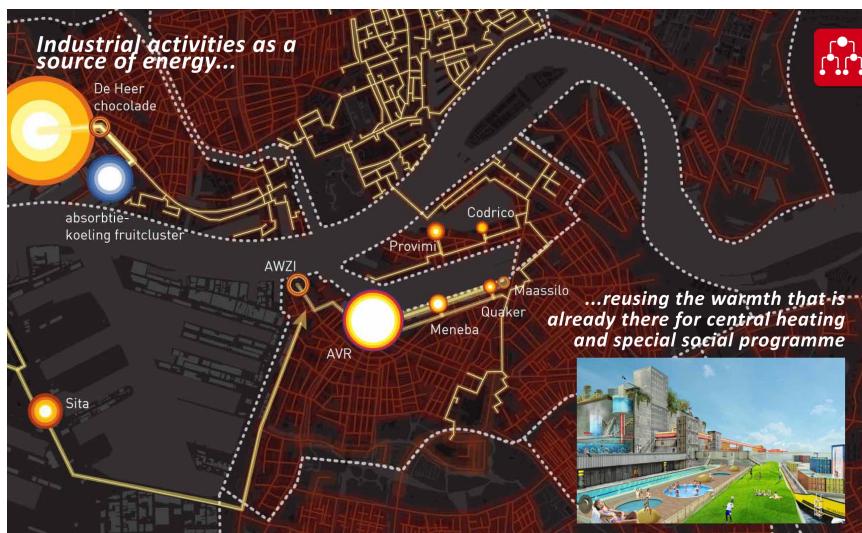 Industrial activities as a
source of energy...
De Heer
chocolade
absorbtie-
koeling fruitcluster
Codrico
Provimi
AWZI
Maassilo
Quaker
Meneba
AVR
Sita
...reusing the warmth that is
already there for central heating
and special social programme